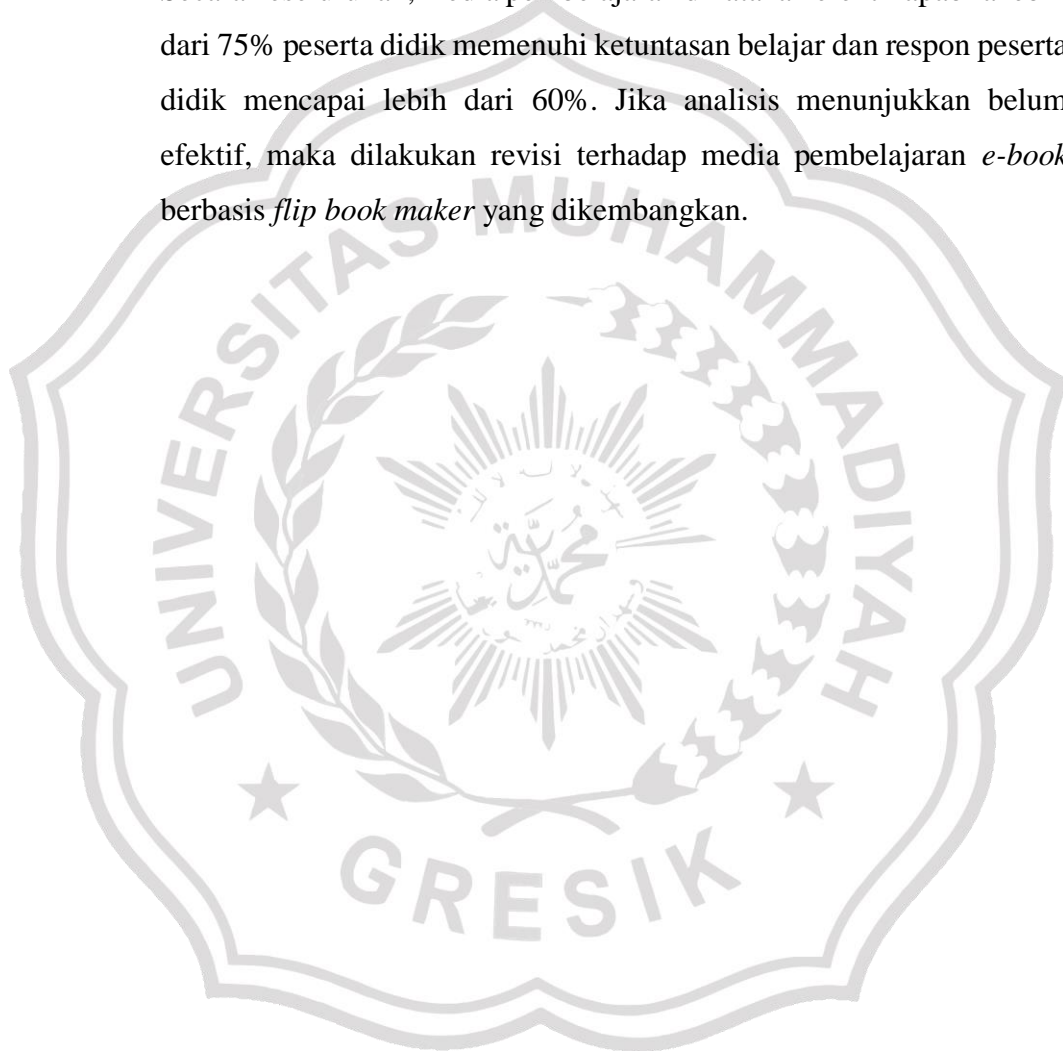 dari 75% peserta didik memenuhi ketuntasan belajar dan respon peserta
didik mencapai lebih dari 60%. Jika analisis menunjukkan belum
efektif, maka dilakukan revisi terhadap media pembelajaran e-book
berbasis flip book maker yang dikembangkan.
UNIVERSITAS MUHAMMADIYAH
GRESIK